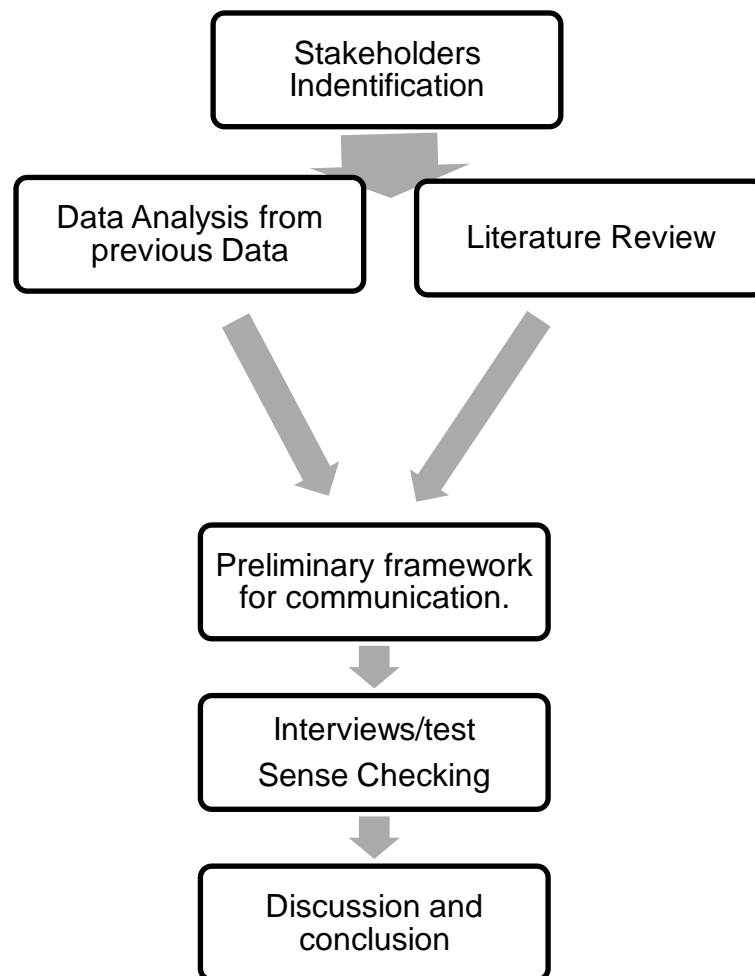 Stakeholders
Indentification
Data Analysis from
previous Data
Literature Review
Preliminary framework
for communication.
Interviews/test
Sense Checking
Discussion and
conclusion